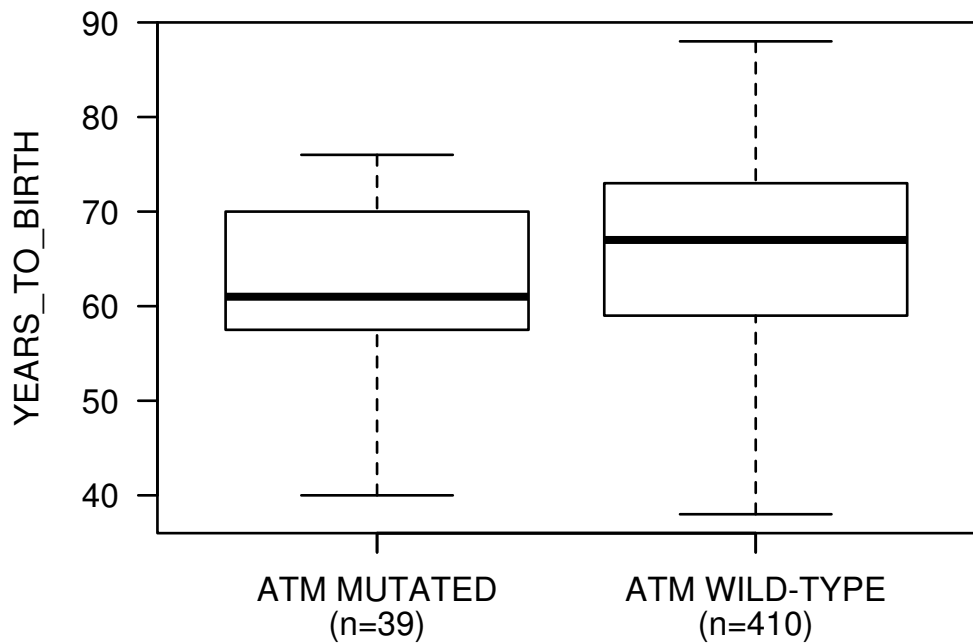 YEARS_TO_BIRTH
90
80
70
60
50
40
ATM MUTATED
(n=39)
ATM WILD-TYPE
(n=410)